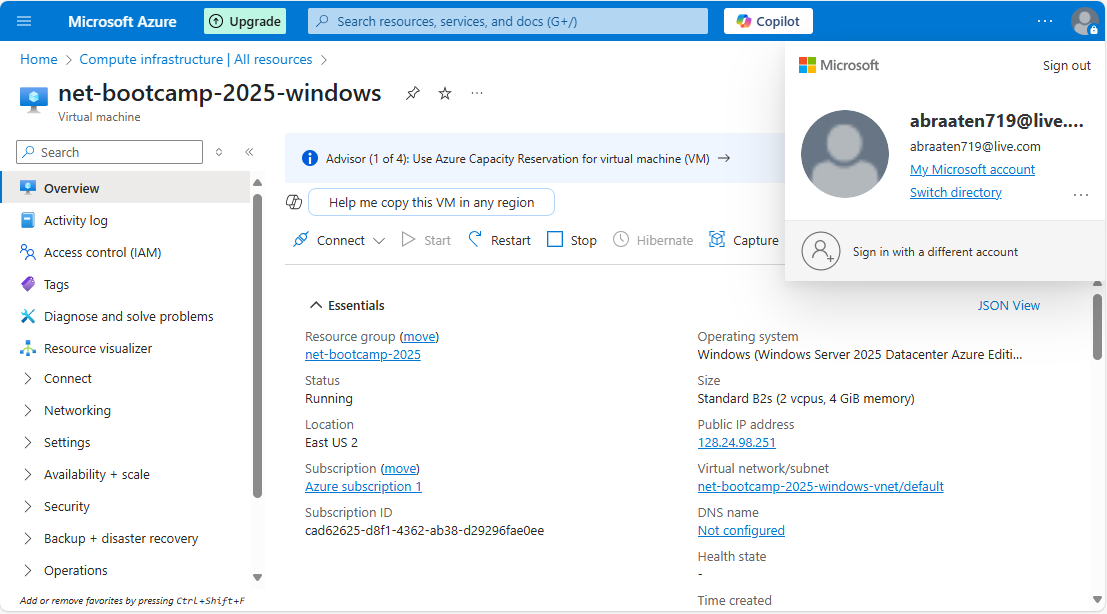 Microsoft Azure
Upgrade
Search resources, services, and docs (G+/)
Copilot
...
Home > Compute infrastructure | All resources >
net-bootcamp-2025-windows
...
Virtual machine
Microsoft
Sign out
abraaten719@live....
abraaten719@live.com
My Microsoft account
Switch directory
...
Sign in with a different account
Search
Overview
Activity log
Access control (IAM)
Tags
Diagnose and solve problems
Resource visualizer
Connect
Networking
Settings
Availability + scale
Security
Backup + disaster recovery
Operations
Add or remove favorites by pressing Ctrl+Shift+F
Advisor (1 of 4): Use Azure Capacity Reservation for virtual machine (VM) →
Help me copy this VM in any region
Connect Start Restart Stop Hibernate Capture
Essentials
JSON View
Resource group (move)
net-bootcamp-2025
Status
Running
Location
East US 2
Subscription (move)
Azure subscription 1
Subscription ID
cad62625-d8f1-4362-ab38-d29296fae0ee
Operating system
Windows (Windows Server 2025 Datacenter Azure Editi...
Size
Standard B2s (2 vcpus, 4 GiB memory)
Public IP address
128.24.98.251
Virtual network/subnet
net-bootcamp-2025-windows-vnet/default
DNS name
Not configured
Health state
-
Time created